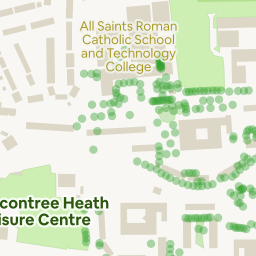 All Saints Roman
Catholic School
and Technology
College
contree Heath
isure Centre